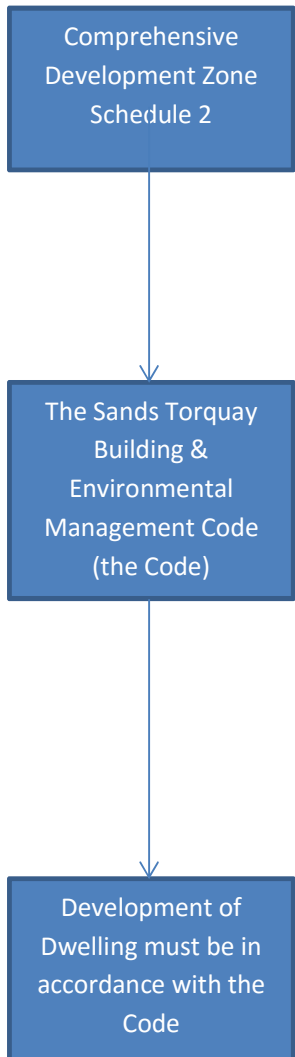 Comprehensive
Development Zone
Schedule 2
The Sands Torquay
Building &
Environmental
Management Code
(the Code)
Development of
Dwelling must be in
accordance with the
Code